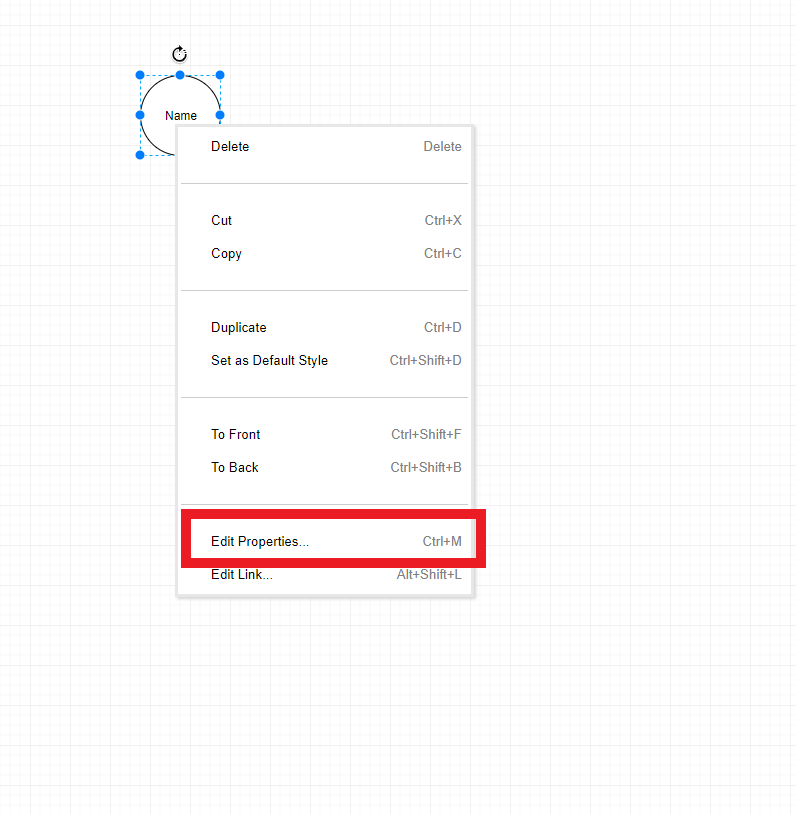 Name
Delete Delete
Cut Ctrl+X
Copy Ctrl+C
Duplicate Ctrl+D
Set as Default Style Ctrl+Shift+D
To Front Ctrl+Shift+F
To Back Ctrl+Shift+B
Edit Properties... Ctrl+M
Edit Link... Alt+Shift+L